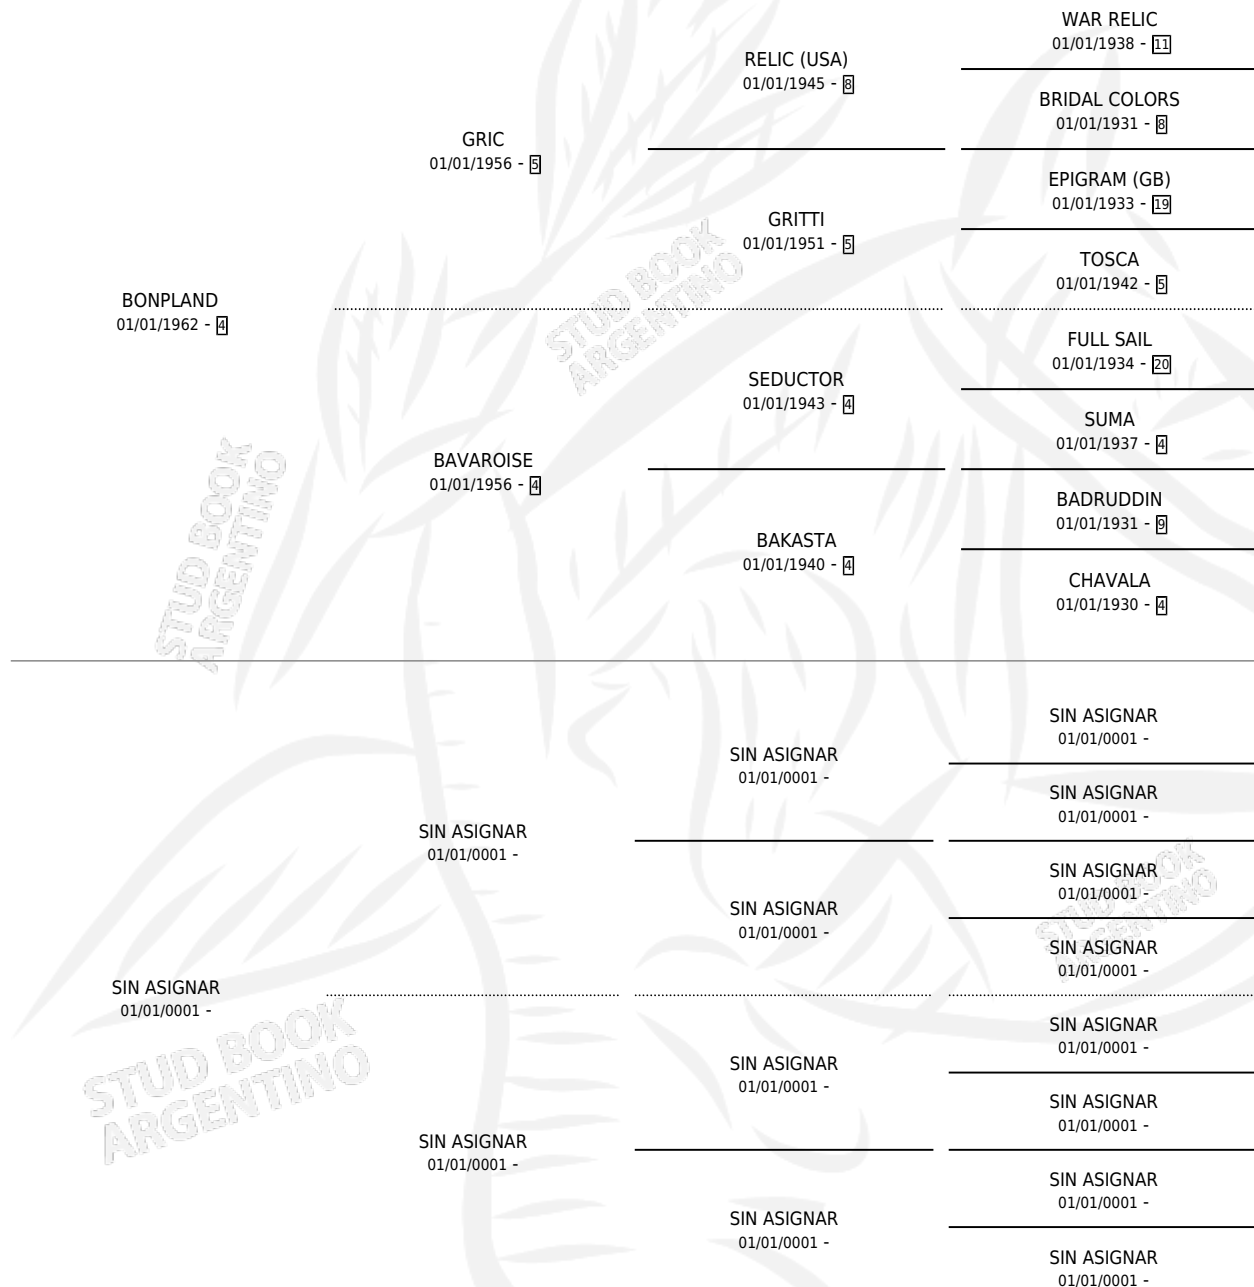 WAR RELIC
01/01/1938 - 11
RELIC (USA)
01/01/1945 - 8
BRIDAL COLORS
01/01/1931 - 8
GRIC
01/01/1956 - 5
EPIGRAM (GB)
01/01/1933 - 19
GRITTI
01/01/1951 - 5
TOSCA
01/01/1942 - 5
BONPLAND
01/01/1962 - 4
FULL SAIL
01/01/1934 - 20
SEDUCTOR
01/01/1943 - 4
SUMA
01/01/1937 - 4
BAVAROISE
01/01/1956 - 4
BADRUDDIN
01/01/1931 - 9
BAKASTA
01/01/1940 - 4
CHAVALA
01/01/1930 - 4
STUD BOOK
ARGENTINO
STUD BOOK
ARGENTINO
SIN ASIGNAR
01/01/0001 -
SIN ASIGNAR
01/01/0001 -
SIN ASIGNAR
01/01/0001 -
SIN ASIGNAR
01/01/0001 -
SIN ASIGNAR
01/01/0001 -
SIN ASIGNAR
01/01/0001 -
SIN ASIGNAR
01/01/0001 -
SIN ASIGNAR
01/01/0001 -
SIN ASIGNAR
01/01/0001 -
SIN ASIGNAR
01/01/0001 -
SIN ASIGNAR
01/01/0001 -
SIN ASIGNAR
01/01/0001 -
SIN ASIGNAR
01/01/0001 -
SIN ASIGNAR
01/01/0001 -
SIN ASIGNAR
01/01/0001 -
STUD BOOK
ARGENTINO
STUD BOOK
ARGENTINO